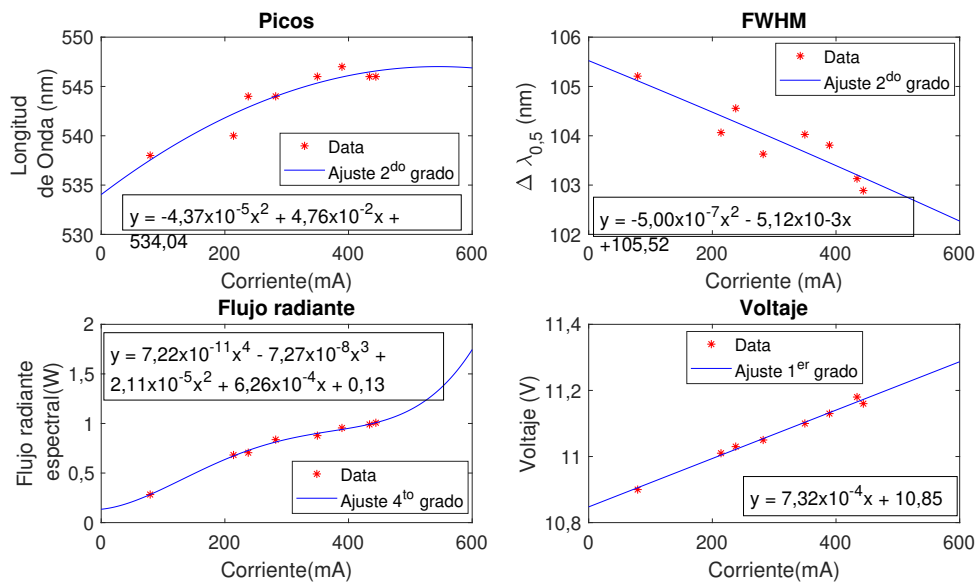 Picos
550
545
540
535
530
Longitud
de Onda (nm)
Data
Ajuste 2do grado
y = -4,37x10-5x2 + 4,76x10-2x +
534,04
0 200 400 600
Corriente(mA)
FWHM
106
105
104
103
102
Δ λ0,5 (nm)
Data
Ajuste 2do grado
y = -5,00x10-7x2 - 5,12x10-3x
+105,52
0 200 400 600
Corriente (mA)
Flujo radiante
2
1,5
1
0,5
0
Flujo radiante
espectral(W)
y = 7,22x10-11x4 - 7,27x10-8x3 +
2,11x10-5x2 + 6,26x10-4x + 0,13
Data
Ajuste 4to grado
0 200 400 600
Corriente(mA)
Voltaje
11,4
11,2
11
10,8
Voltaje (V)
Data
Ajuste 1er grado
y = 7,32x10-4x + 10,85
0 200 400 600
Corriente(mA)